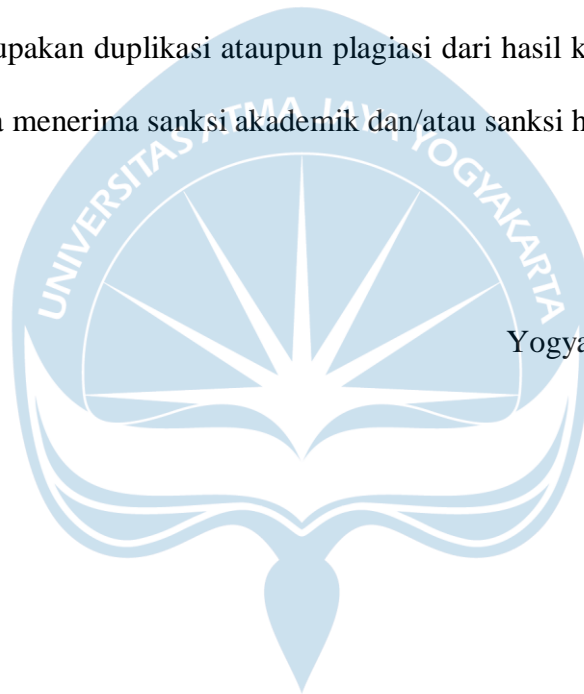 upakan duplikasi ataupun plagiasi dari hasil k
menerima sanksi akademik dan/atau sanksi h
UNIVERSITAS ATMA JAYA YOGYAKARTA
Yogya